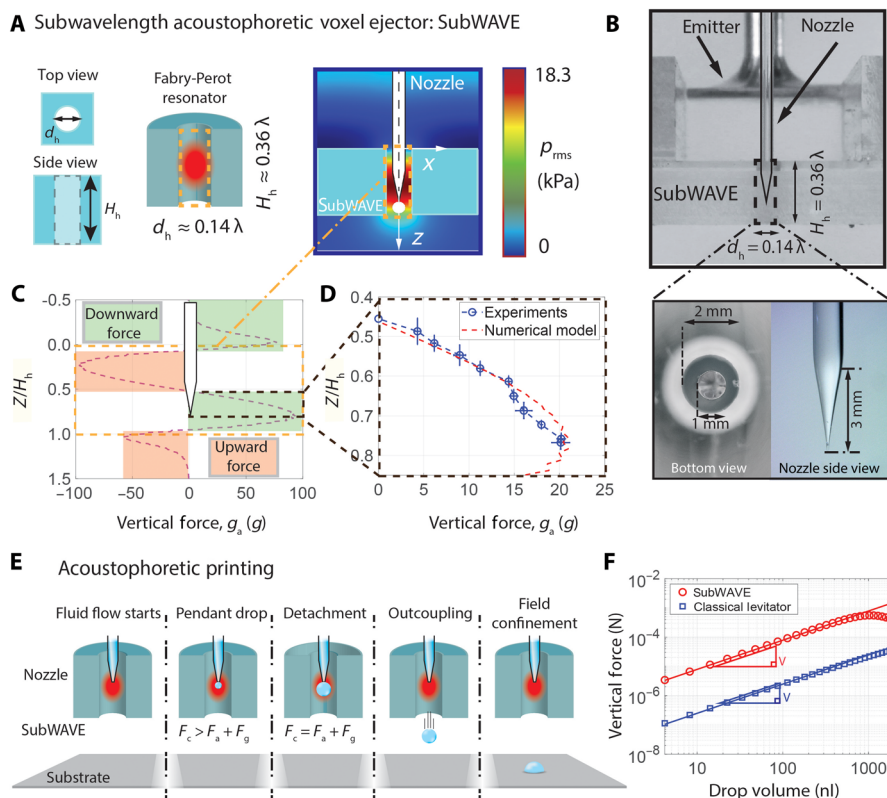 A Subwavelength acoustophoretic voxel ejector: SubWAVE
Top view
d_h
Side view
H_h
Fabry-Perot
resonator
H_h ≈ 0.36 λ
d_h ≈ 0.14 λ
Nozzle
x
SubWAVE
z
18.3
p_rms
(kPa)
0
B
Emitter
Nozzle
SubWAVE
H_h = 0.36 λ
d_h = 0.14 λ
2 mm
1 mm
Bottom view
3 mm
Nozzle side view
C
Downward
force
Upward
force
Z/H_h
–0.5
0.0
0.5
1.0
1.5
–100 –50 0 50 100
Vertical force, g_a (g)
D
Experiments
Numerical model
Z/H_h
0.4
0.5
0.6
0.7
0.8
0 5 10 15 20 25
Vertical force, g_a (g)
E Acoustophoretic printing
Fluid flow starts
Pendant drop
Detachment
Outcoupling
Field
confinement
Nozzle
SubWAVE
F_c > F_a + F_g
F_c = F_a + F_g
Substrate
F
SubWAVE
Classical levitator
V
V
Vertical force (N)
10^–2
10^–4
10^–6
10^–8
10 100 1000
Drop volume (nl)